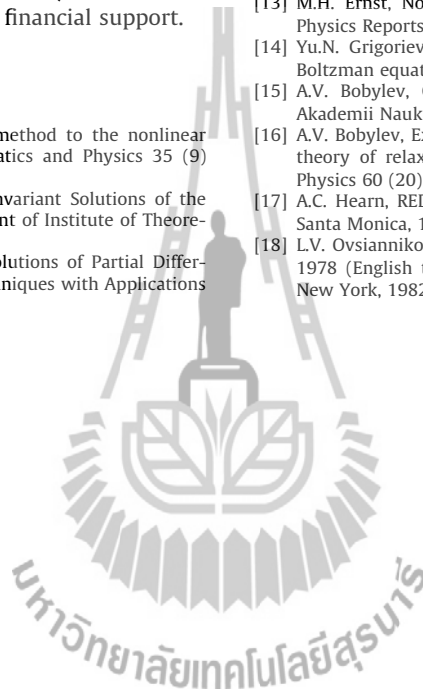 financial support.
method to the nonlinear
atics and Physics 35 (9)
nvariant Solutions of the
nt of Institute of Theore-
olutions of Partial Differ-
niques with Applications
[13] M.H. Ernst, No
Physics Reports
[14] Yu.N. Grigoriev
Boltzman equat
[15] A.V. Bobylev,
Akademii Nauk
[16] A.V. Bobylev, Ex
theory of relax
Physics 60 (20)
[17] A.C. Hearn, RED
Santa Monica, 1
[18] L.V. Ovsianniko
1978 (English t
New York, 1982
มหาวิทยาลัยเทคโนโลยีสุรนารี